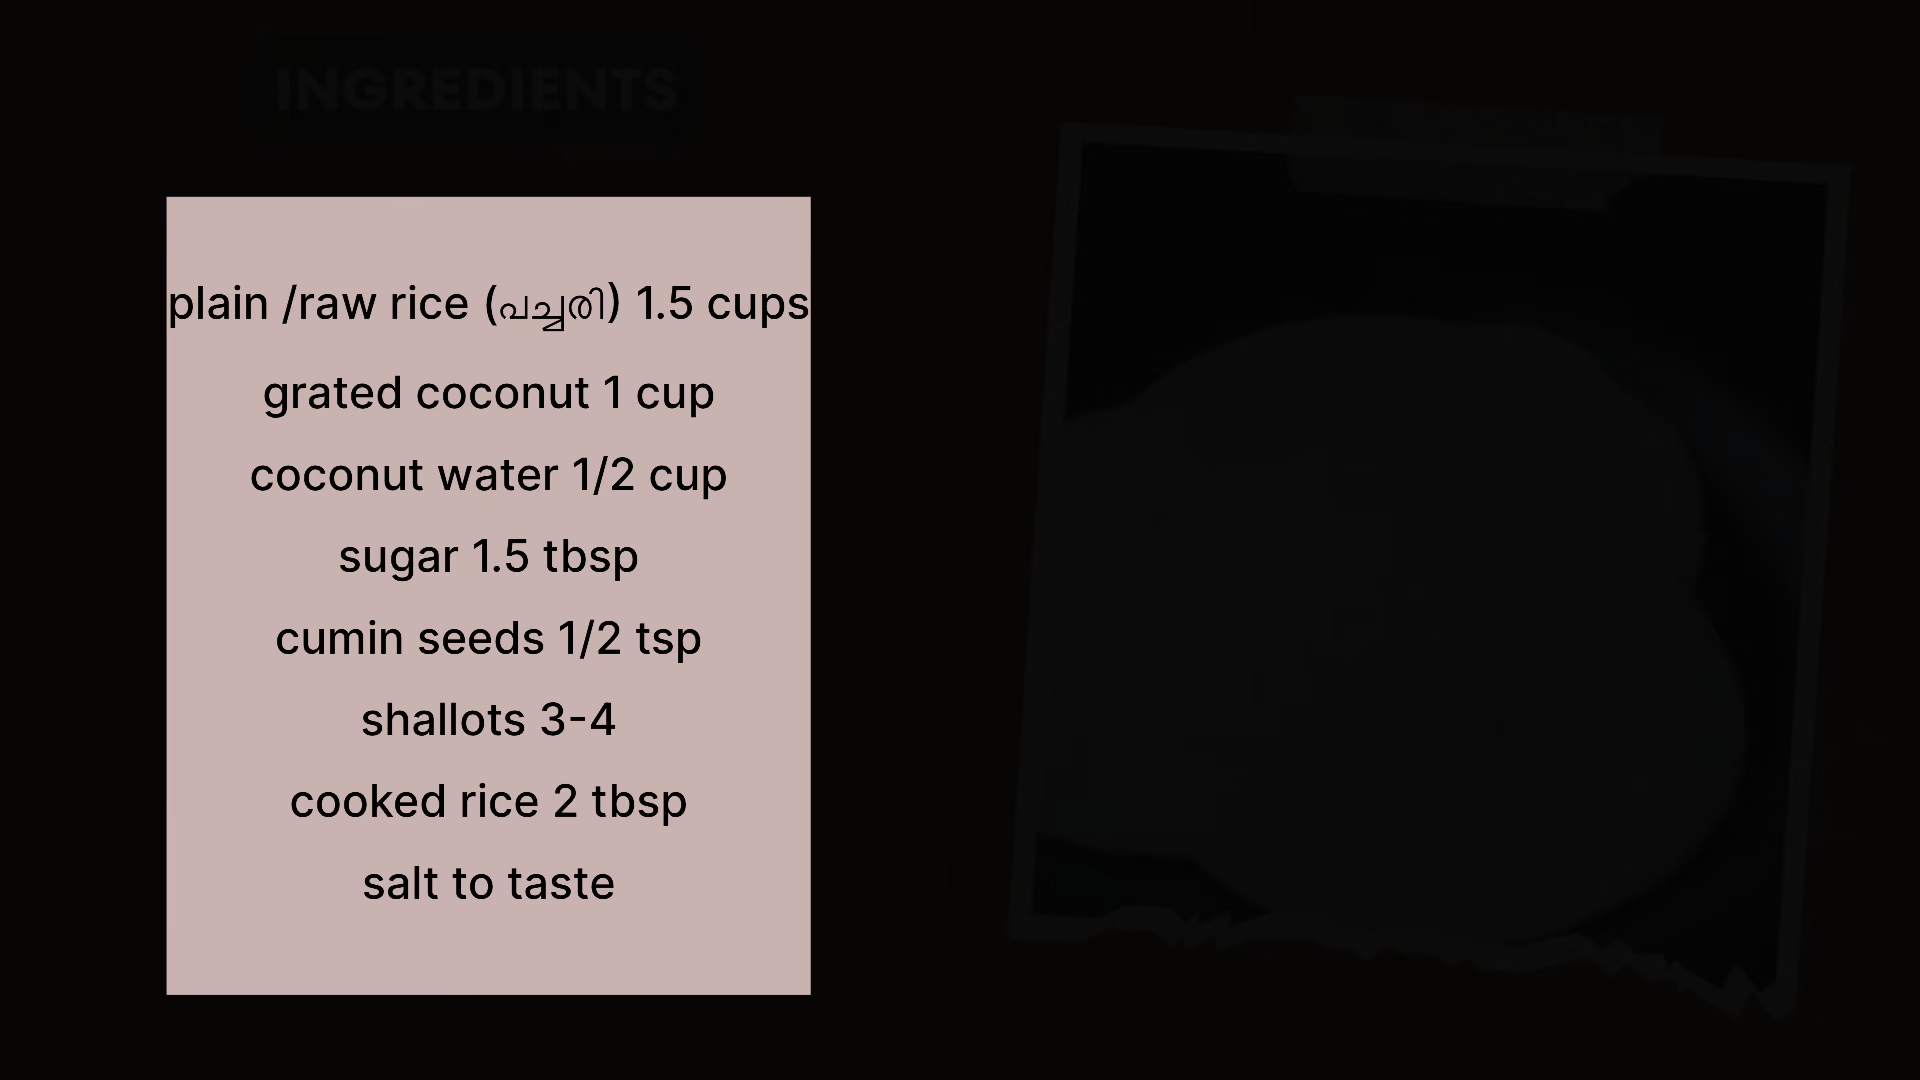 INGREDIENTS
plain /raw rice (പച്ചരി) 1.5 cups
grated coconut 1 cup
coconut water 1/2 cup
sugar 1.5 tbsp
cumin seeds 1/2 tsp
shallots 3-4
cooked rice 2 tbsp
salt to taste